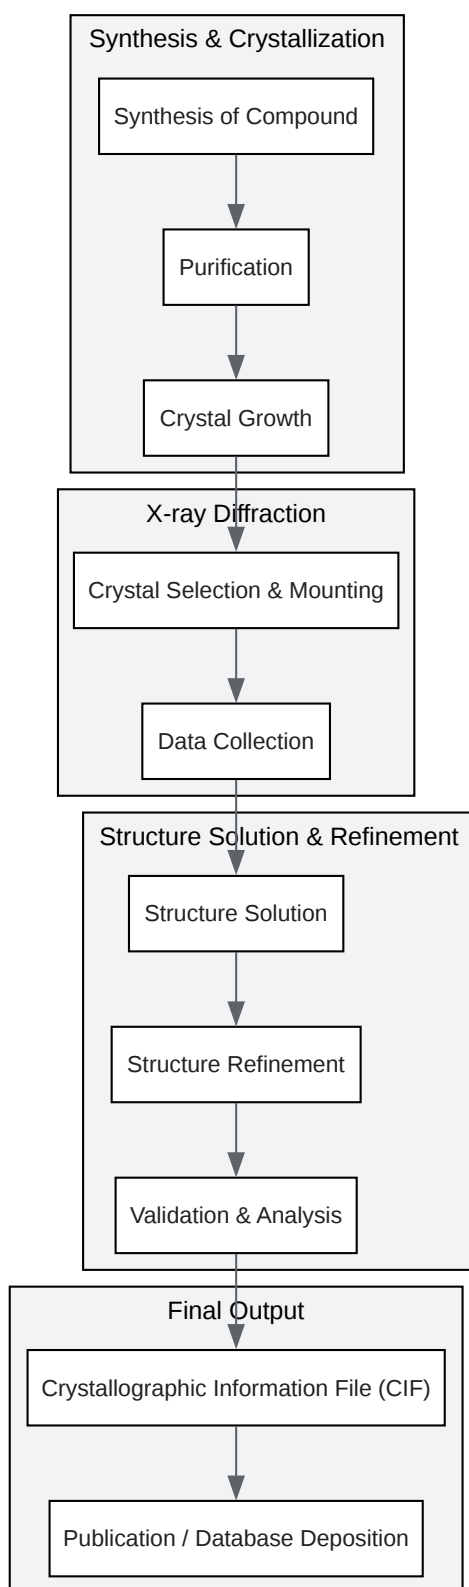 Synthesis & Crystallization
Synthesis of Compound
Purification
Crystal Growth
X-ray Diffraction
Crystal Selection & Mounting
Data Collection
Structure Solution & Refinement
Structure Solution
Structure Refinement
Validation & Analysis
Final Output
Crystallographic Information File (CIF)
Publication / Database Deposition